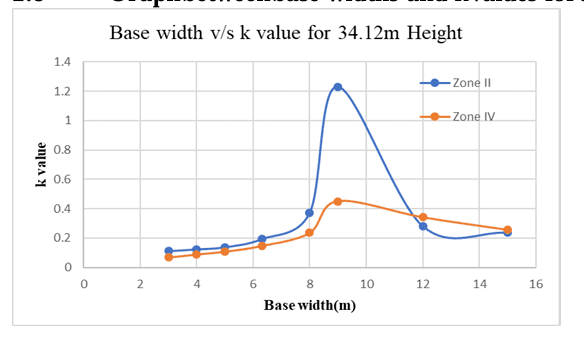 Base width v/s k value for 34.12m Height
1.4
1.2
1
0.8
0.6
0.4
0.2
0
k value
Zone II
Zone IV
0 2 4 6 8 10 12 14 16
Base width(m)